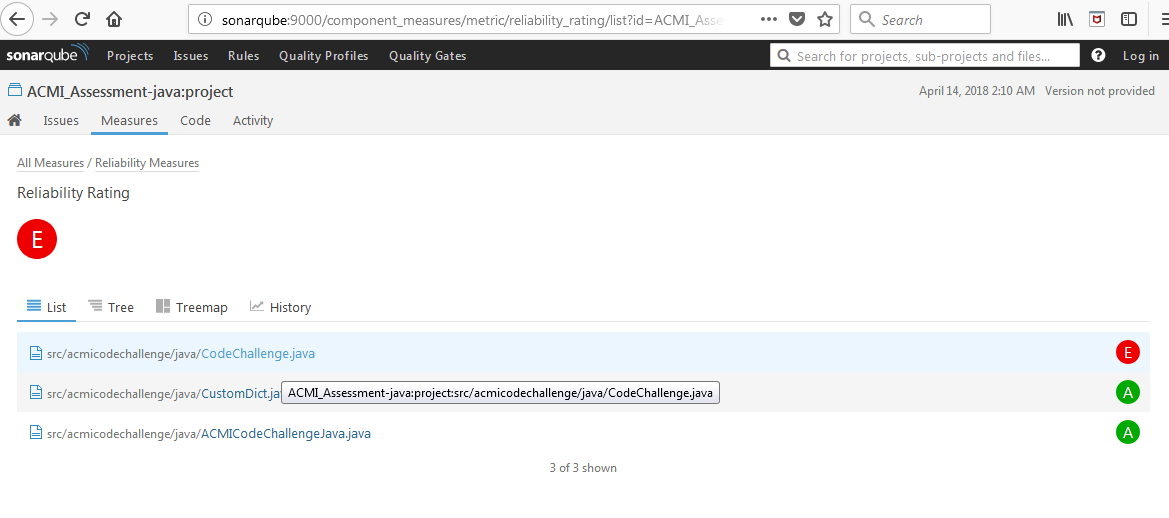 sonarqube:9000/component_measures/metric/reliability_rating/list?id=ACMI_Asse
Search
sonarqube Projects Issues Rules Quality Profiles Quality Gates Search for projects, sub-projects and files... ? Log in
ACMI_Assessment-java:project April 14, 2018 2:10 AM Version not provided
Issues Measures Code Activity
All Measures / Reliability Measures
Reliability Rating
E
List Tree Treemap History
src/acmicodechallenge/java/CodeChallenge.java E
src/acmicodechallenge/java/CustomDict.ja A
ACMI_Assessment-java:project:src/acmicodechallenge/java/CodeChallenge.java
src/acmicodechallenge/java/ACMICodeChallengeJava.java A
3 of 3 shown